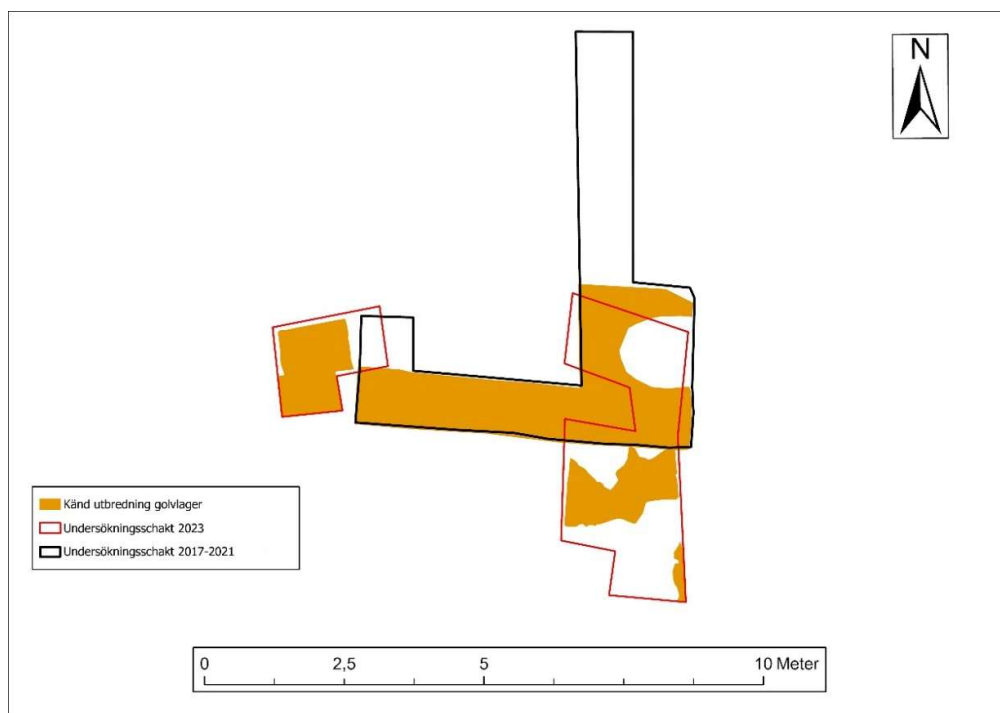 N
Känd utbredning golvlager
Undersökningsschakt 2023
Undersökningsschakt 2017-2021
0 2,5 5 10 Meter